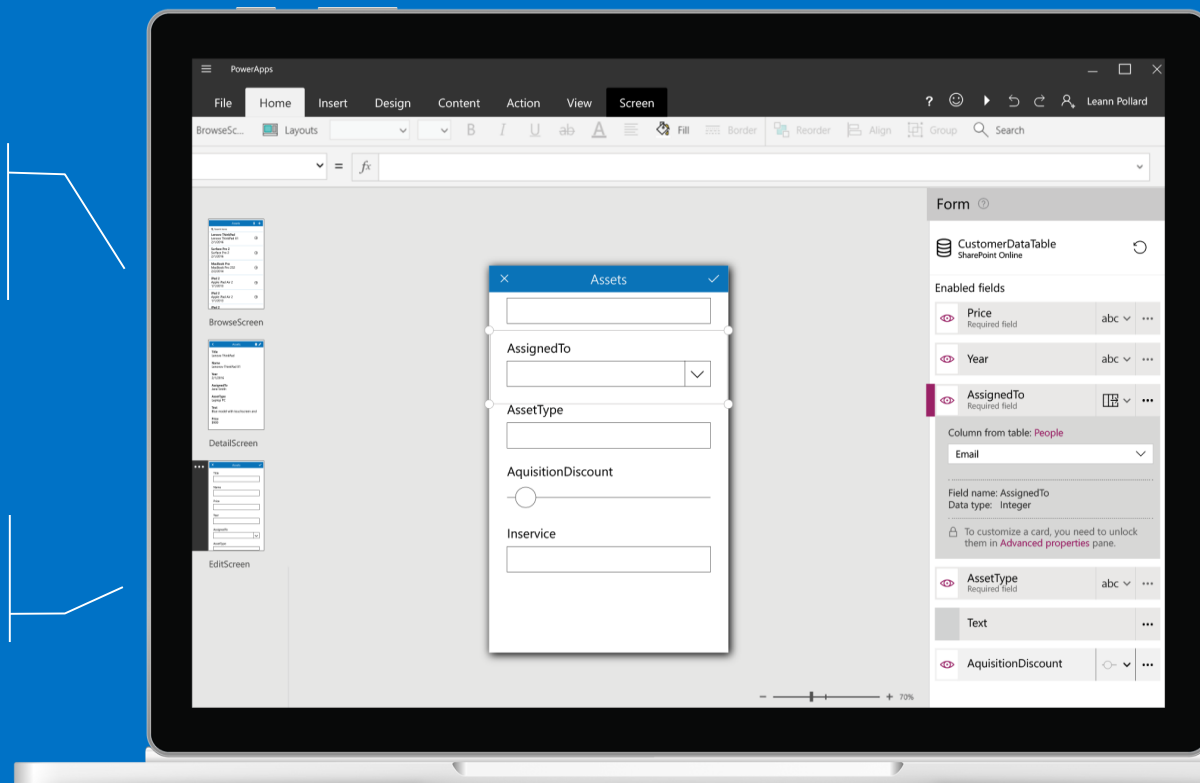 PowerApps
File Home Insert Design Content Action View Screen ? Leann Pollard
BrowseSc... Layouts B I U ab A Fill Border Reorder Align Group Search
= fx
Form ?
CustomerDataTable
SharePoint Online
Enabled fields
Price
Required field
abc ...
Year
abc ...
AssignedTo
Required field
...
Column from table: People
Email
Field name: AssignedTo
Data type: Integer
To customize a card, you need to unlock
them in Advanced properties pane.
AssetType
Required field
abc ...
Text
...
AquisitionDiscount
...
BrowseScreen
DetailScreen
...
EditScreen
Assets
AssignedTo
AssetType
AquisitionDiscount
Inservice
70%